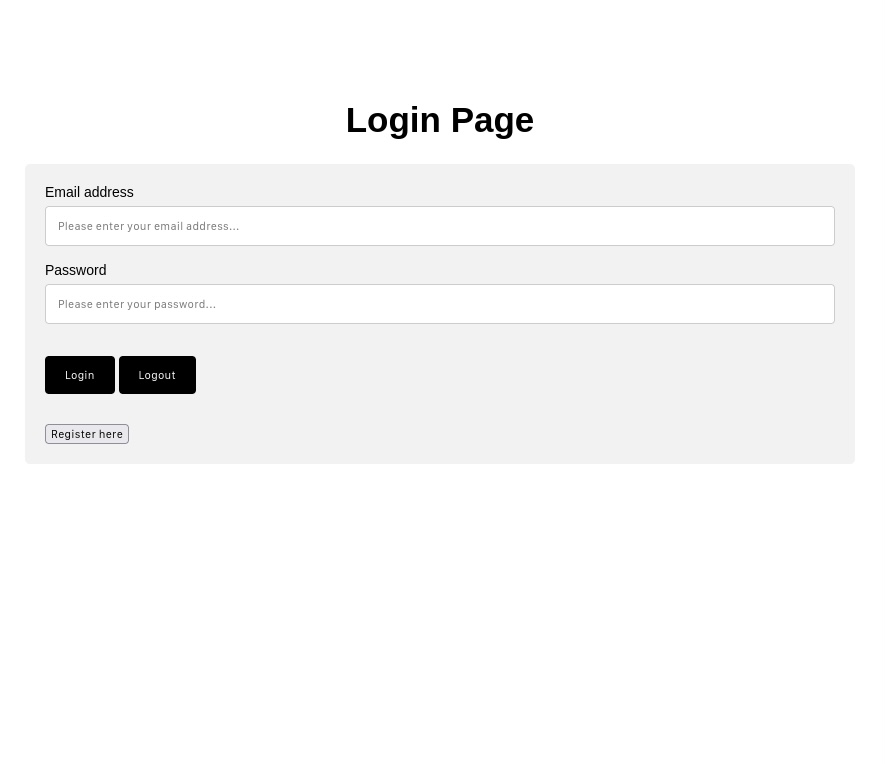 Login Page
Email address
Please enter your email address...
Password
Please enter your password...
Login Logout
Register here